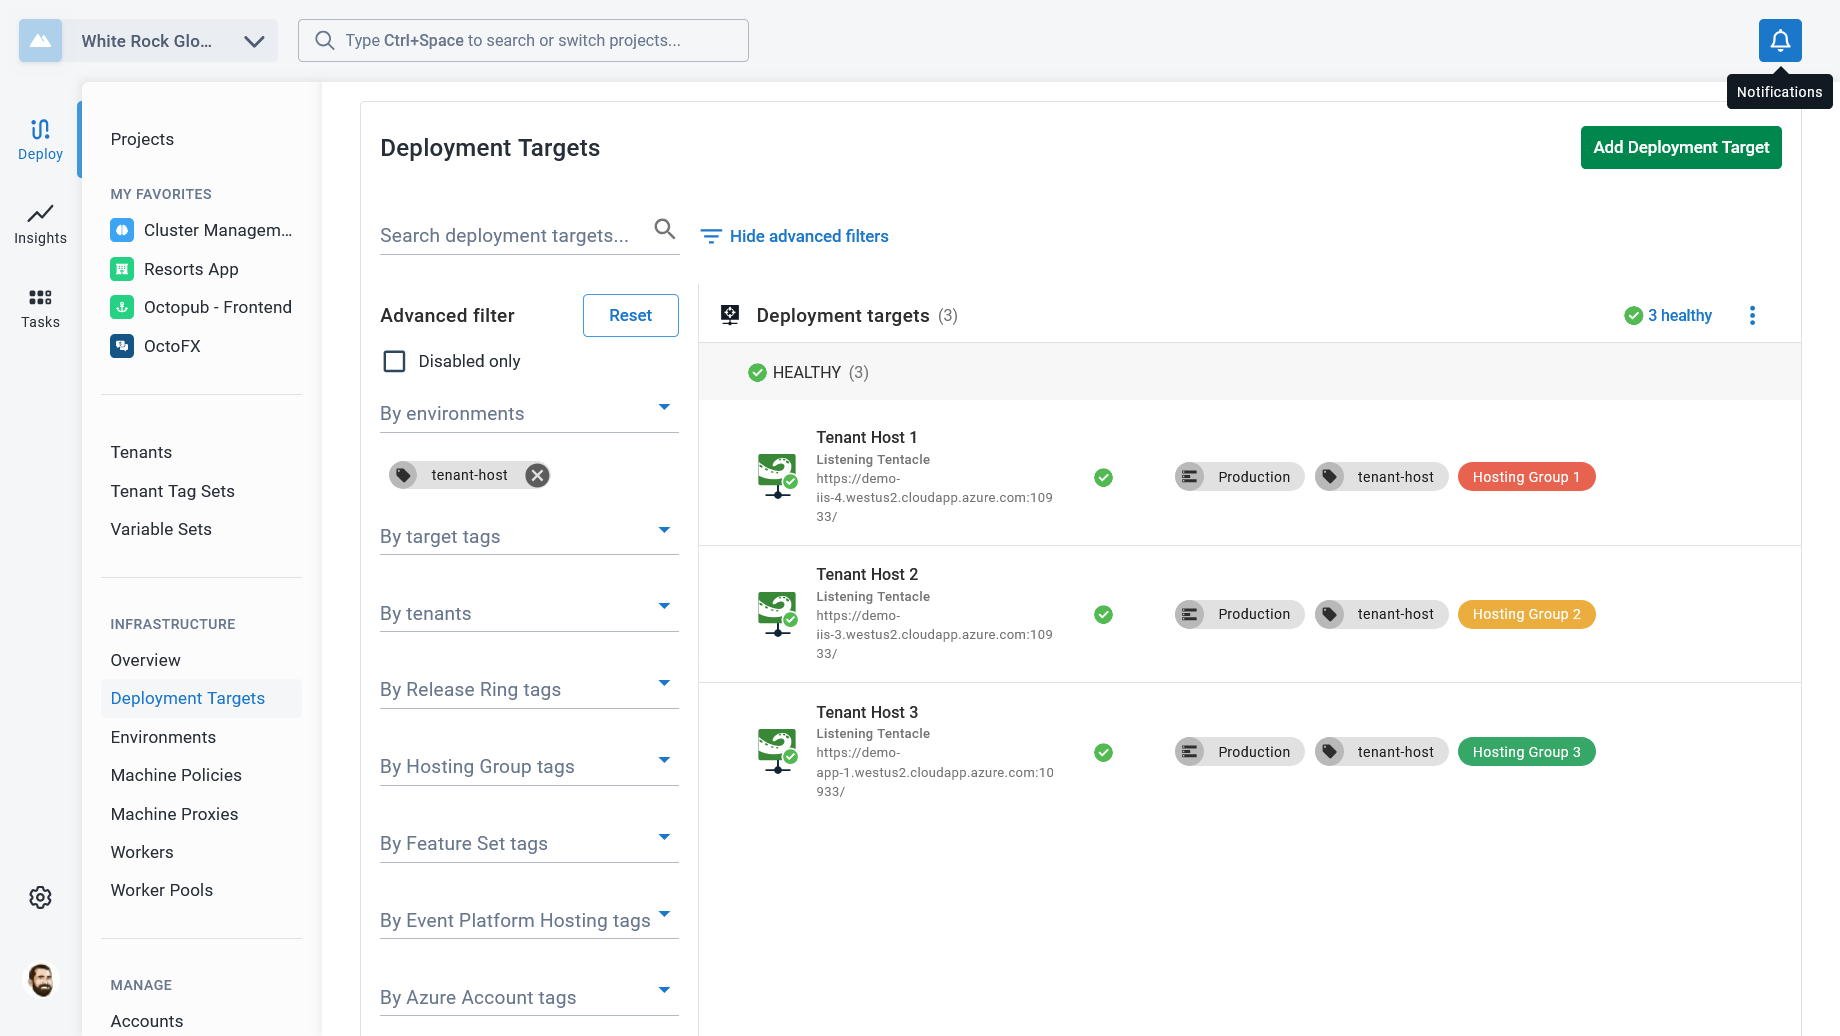 White Rock Glo...
Type Ctrl+Space to search or switch projects...
Notifications
Deploy
Insights
Tasks
Projects
MY FAVORITES
Cluster Managem...
Resorts App
Octopub - Frontend
OctoFX
Tenants
Tenant Tag Sets
Variable Sets
INFRASTRUCTURE
Overview
Deployment Targets
Environments
Machine Policies
Machine Proxies
Workers
Worker Pools
MANAGE
Accounts
Deployment Targets
Add Deployment Target
Search deployment targets...
Hide advanced filters
Advanced filter
Reset
Disabled only
By environments
tenant-host
By target tags
By tenants
By Release Ring tags
By Hosting Group tags
By Feature Set tags
By Event Platform Hosting tags
By Azure Account tags
Deployment targets (3)
3 healthy
HEALTHY (3)
Tenant Host 1
Listening Tentacle
https://demo-
iis-4.westus2.cloudapp.azure.com:109
33/
Production
tenant-host
Hosting Group 1
Tenant Host 2
Listening Tentacle
https://demo-
iis-3.westus2.cloudapp.azure.com:109
33/
Production
tenant-host
Hosting Group 2
Tenant Host 3
Listening Tentacle
https://demo-
app-1.westus2.cloudapp.azure.com:10
933/
Production
tenant-host
Hosting Group 3